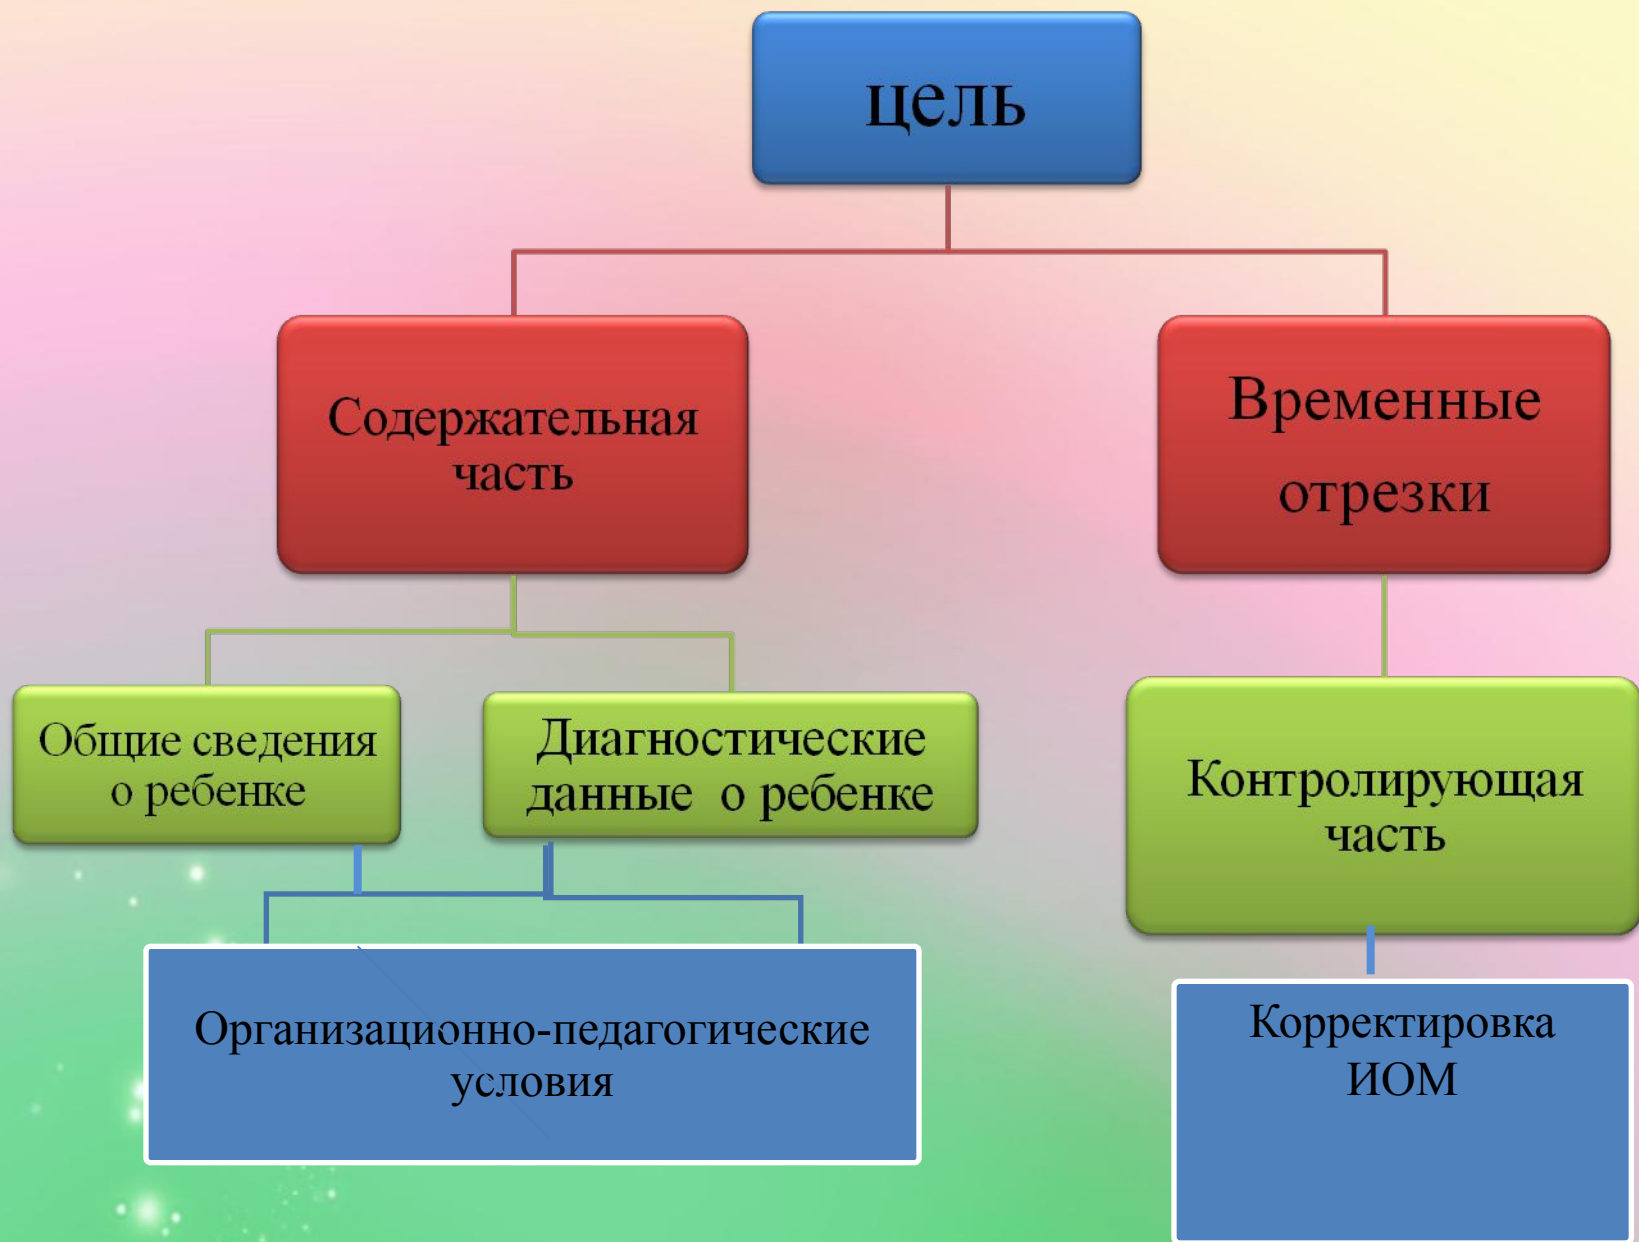 цель
Содержательная
часть
Временные
отрезки
Общие сведения
о ребенке
Диагностические
данные о ребенке
Контролирующая
часть
Организационно-педагогические
условия
Корректировка
ИОМ